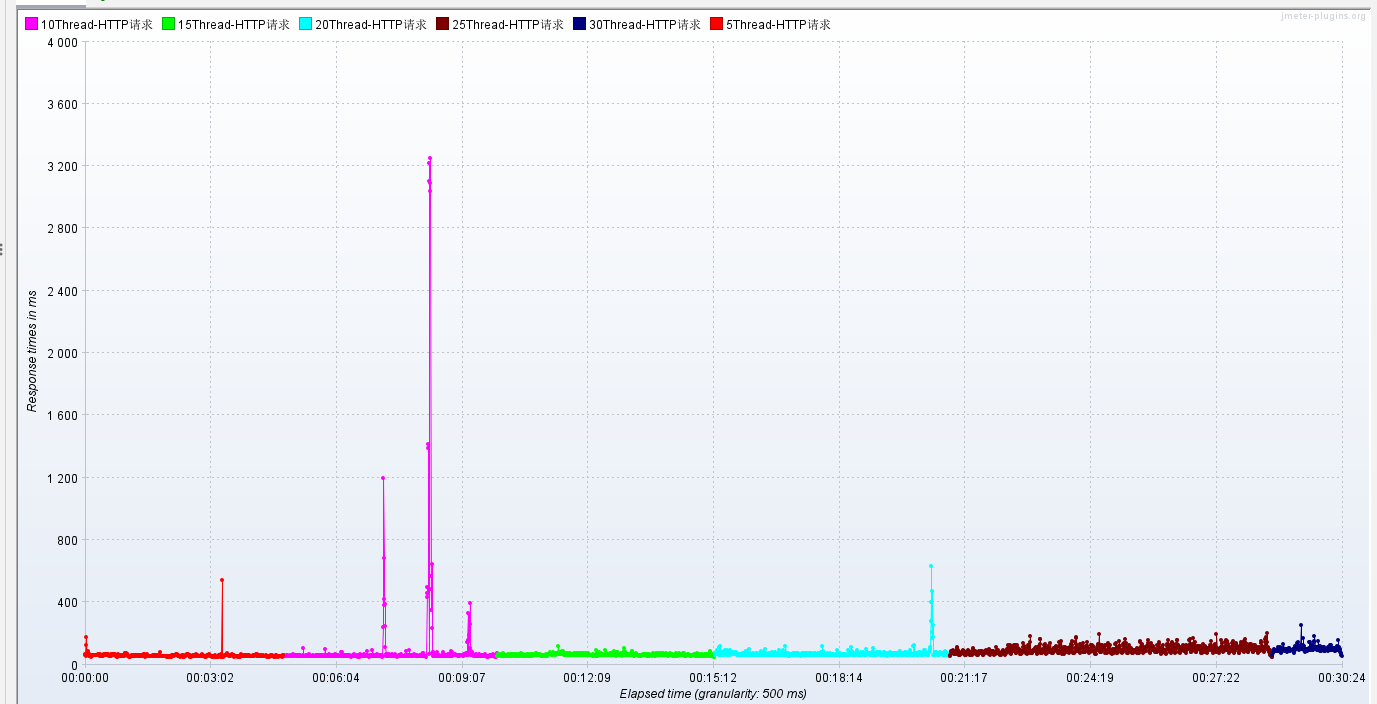 jmeter-plugins.org
10Thread-HTTP请求 15Thread-HTTP请求 20Thread-HTTP请求 25Thread-HTTP请求 30Thread-HTTP请求 5Thread-HTTP请求
4 000
3 600
3 200
2 800
2 400
2 000
1 600
1 200
800
400
0
Response times in ms
00:00:00 00:03:02 00:06:04 00:09:07 00:12:09 00:15:12 00:18:14 00:21:17 00:24:19 00:27:22 00:30:24
Elapsed time (granularity: 500 ms)